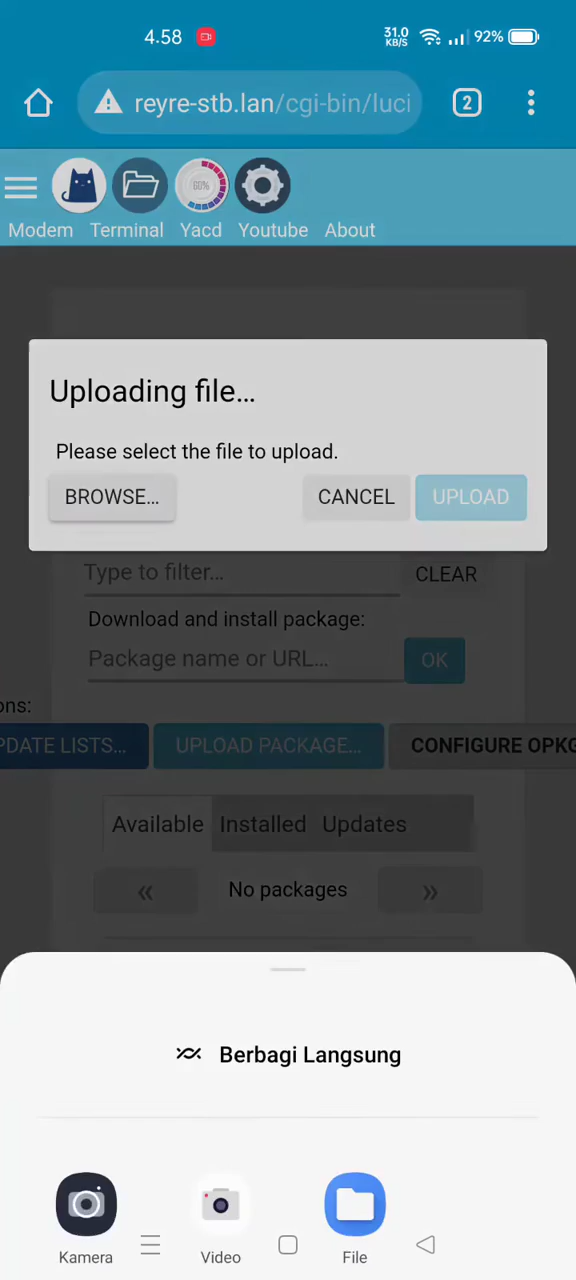 4.58
31.0
KB/S
92%
reyre-stb.lan/cgi-bin/luci
2
66%
Modem Terminal Yacd Youtube About
Uploading file…
Please select the file to upload.
BROWSE… CANCEL UPLOAD
Type to filter… CLEAR
Download and install package:
Package name or URL… OK
ons:
PDATE LISTS… UPLOAD PACKAGE… CONFIGURE OPKG
Available Installed Updates
« No packages »
Berbagi Langsung
Kamera Video File